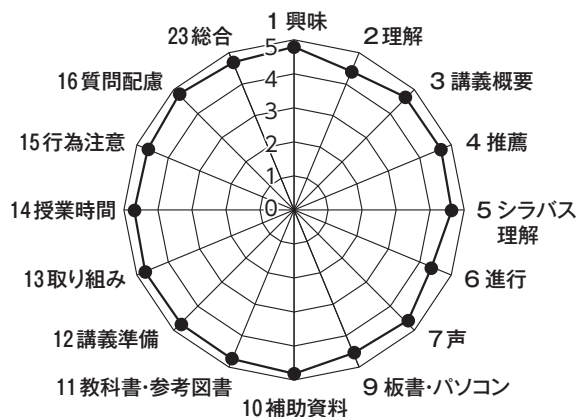 1 興味
2 理解
3 講義概要
4 推薦
5 シラバス
理解
6 進行
7 声
9 板書・パソコン
10 補助資料
11 教科書・参考図書
12 講義準備
13 取り組み
14 授業時間
15 行為注意
16 質問配慮
23 総合
5
4
3
2
1
0